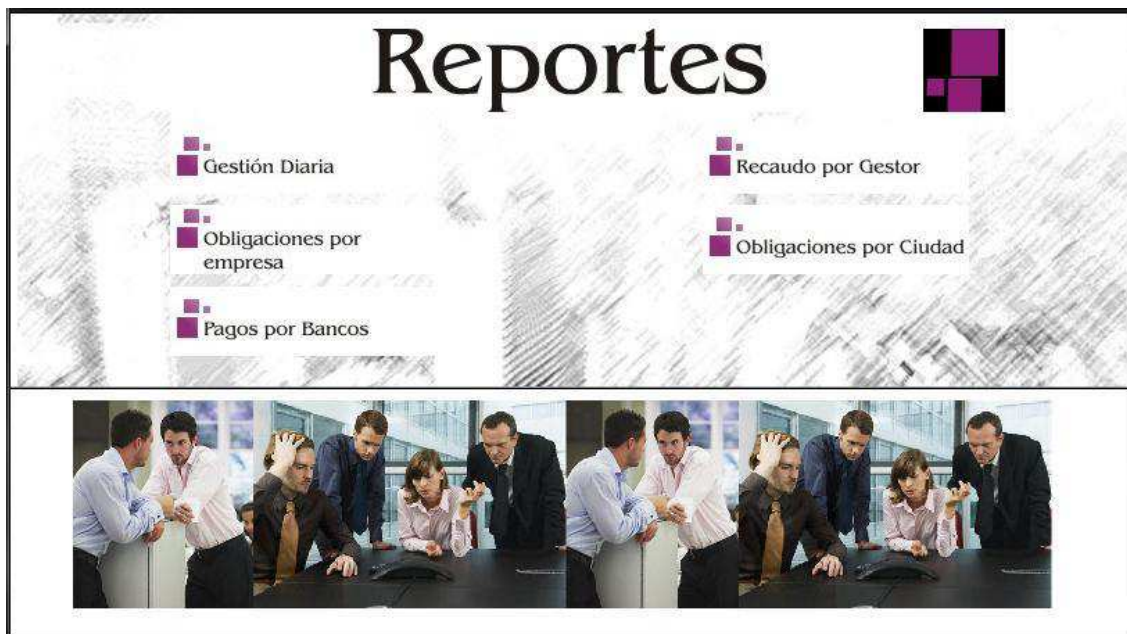 Reportes
Gestión Diaria
Recaudo por Gestor
Obligaciones por
empresa
Obligaciones por Ciudad
Pagos por Bancos